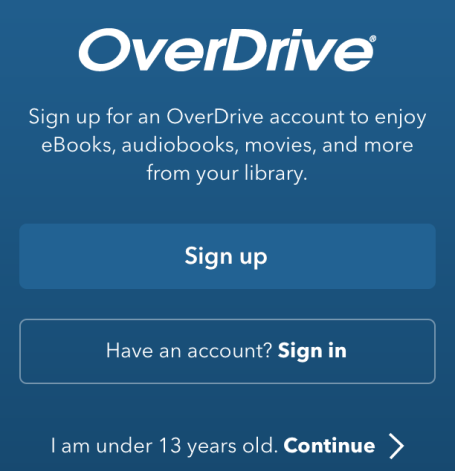 OverDrive®
Sign up for an OverDrive account to enjoy
eBooks, audiobooks, movies, and more
from your library.
Sign up
Have an account? Sign in
I am under 13 years old. Continue